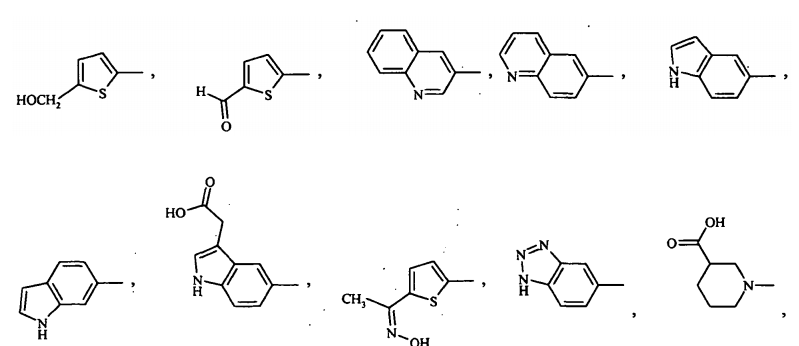 HOCH₂ S ,
H O S ,
N ,
N ,
N H ,
N H ,
HO O N H ,
CH₃ N OH S ,
N N N H ,
O OH N ,